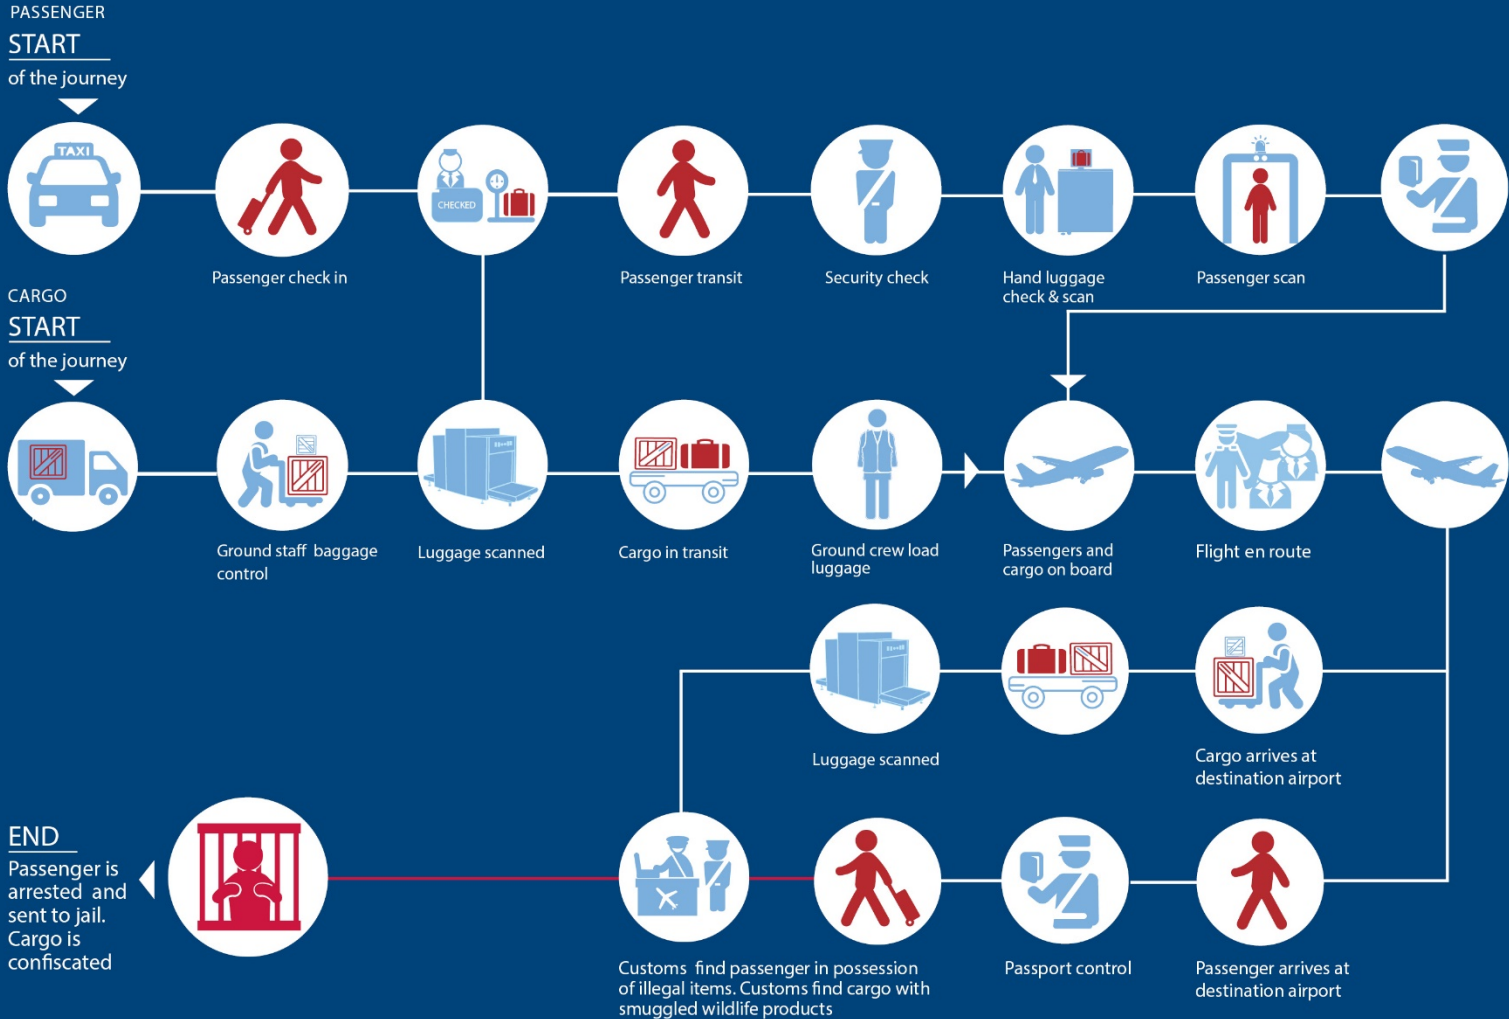 PASSENGER
START
of the journey
TAXI
CHECKED
Passenger check in
Passenger transit
Security check
Hand luggage
check & scan
Passenger scan
CARGO
START
of the journey
Ground staff baggage
control
Luggage scanned
Cargo in transit
Ground crew load
luggage
Passengers and
cargo on board
Flight en route
Luggage scanned
Cargo arrives at
destination airport
END
Passenger is
arrested and
sent to jail.
Cargo is
confiscated
Customs find passenger in possession
of illegal items. Customs find cargo with
smuggled wildlife products
Passport control
Passenger arrives at
destination airport